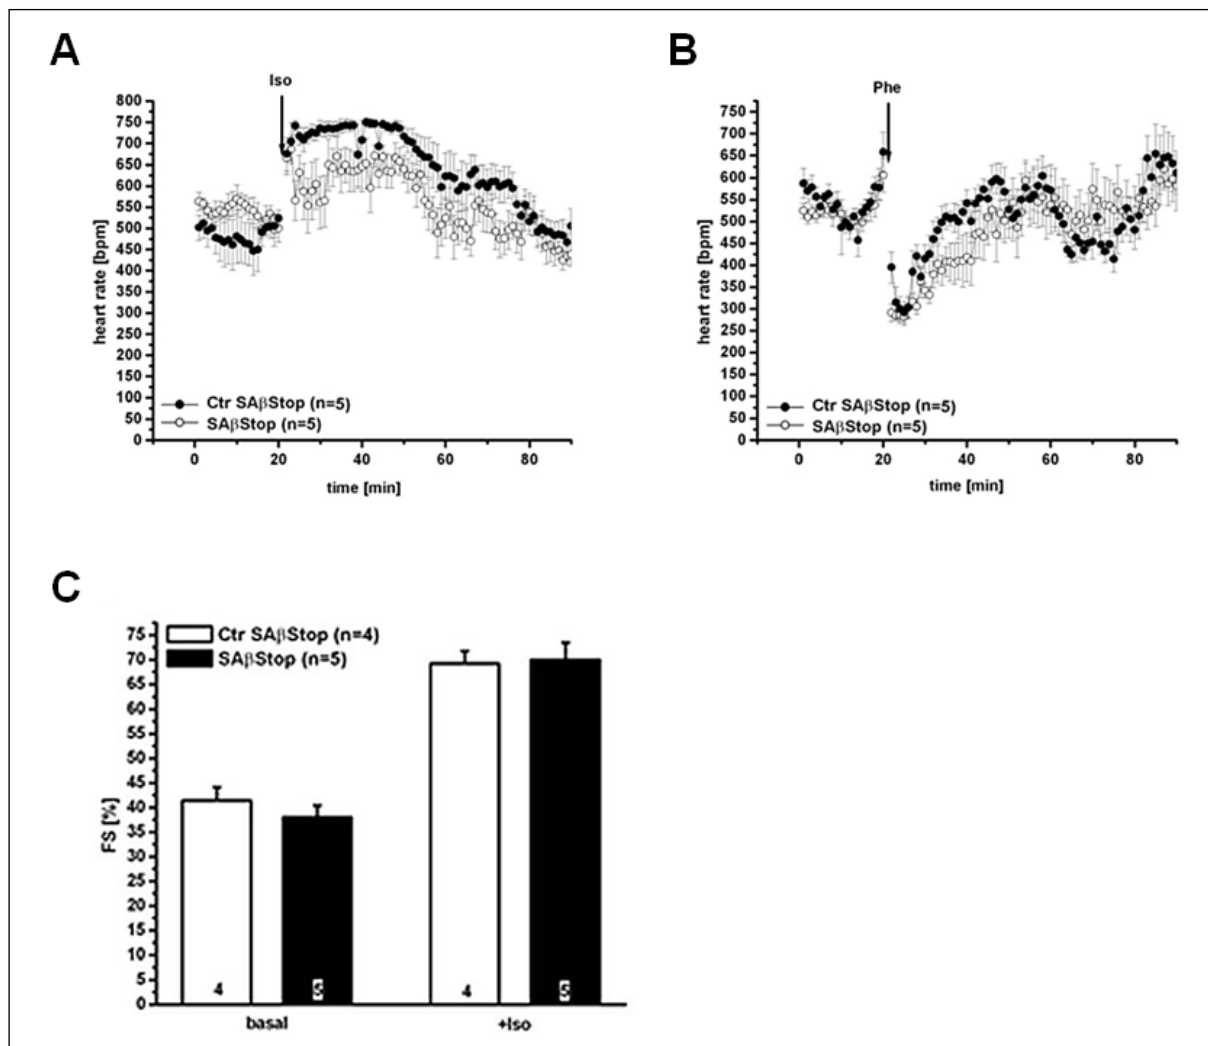 A
Iso
800
750
700
650
600
550
500
450
400
350
300
250
200
150
100
50
0
heart rate [bpm]
Ctr SAβStop (n=5)
SAβStop (n=5)
0 20 40 60 80
time [min]
B
Phe
750
700
650
600
550
500
450
400
350
300
250
200
150
100
50
0
heart rate [bpm]
Ctr SAβStop (n=5)
SAβStop (n=5)
0 20 40 60 80
time [min]
C
Ctr SAβStop (n=4)
SAβStop (n=5)
75
70
65
60
55
50
45
40
35
30
25
20
15
10
5
0
FS [%]
4 5 4 5
basal +Iso